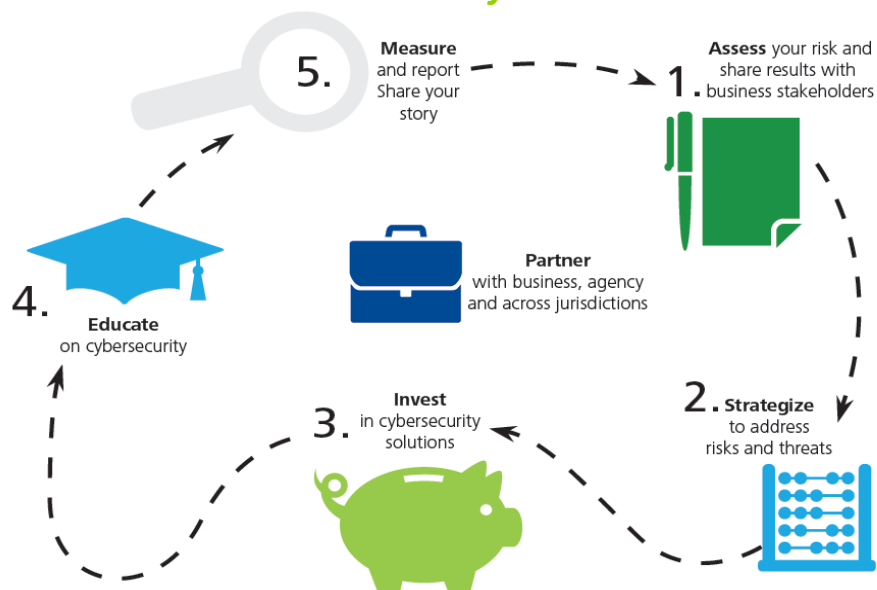 1. Assess your risk and
share results with
business stakeholders
2. Strategize
to address
risks and threats
3. Invest
in cybersecurity
solutions
4. Educate
on cybersecurity
5. Measure
and report
Share your
story
Partner
with business, agency
and across jurisdictions